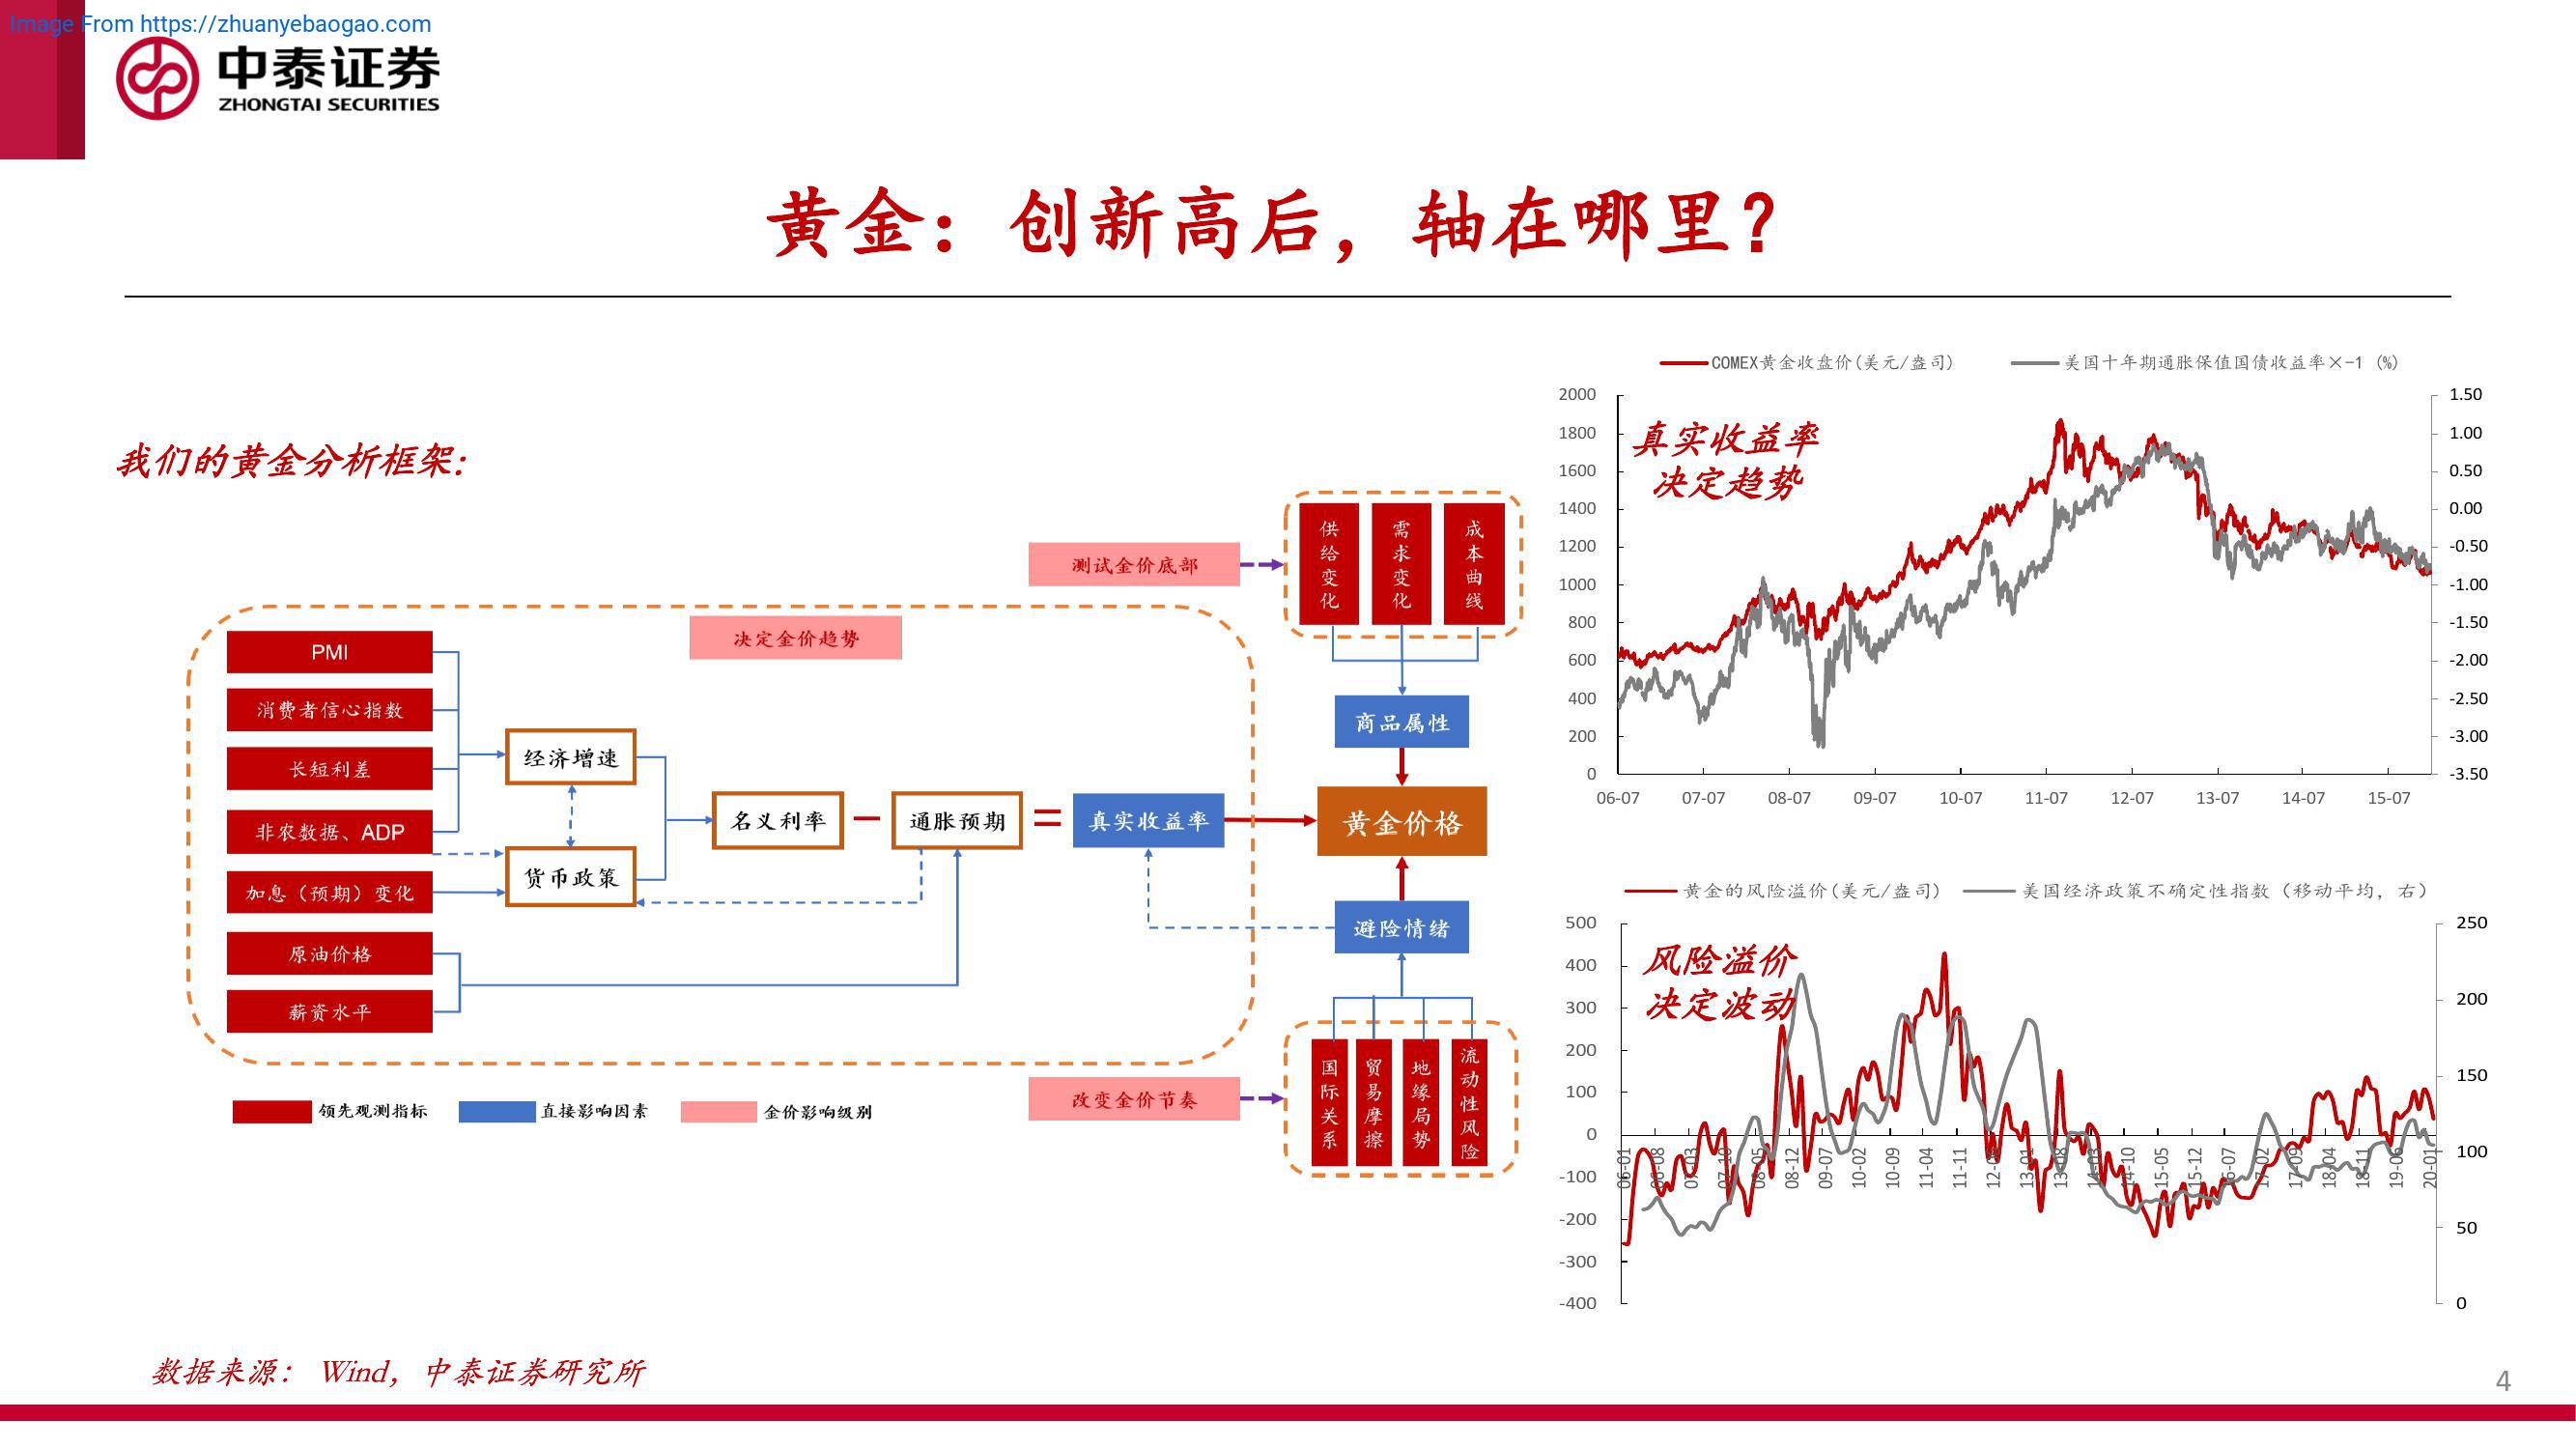 Image From https://zhuanyebaogao.com
中泰证券
ZHONGTAI SECURITIES
黄金：创新高后，轴在哪里？
我们的黄金分析框架：
决定金价趋势
PMI
消费者信心指数
长短利差
非农数据、ADP
加息（预期）变化
原油价格
薪资水平
经济增速
货币政策
名义利率
－
通胀预期
=
真实收益率
测试金价底部
供给变化
需求变化
成本曲线
商品属性
黄金价格
避险情绪
改变金价节奏
国际关系
贸易摩擦
地缘局势
流动性风险
领先观测指标
直接影响因素
金价影响级别
COMEX黄金收盘价(美元/盎司)
美国十年期通胀保值国债收益率×-1 (%)
真实收益率
决定趋势
2000
1800
1600
1400
1200
1000
800
600
400
200
0
1.50
1.00
0.50
0.00
-0.50
-1.00
-1.50
-2.00
-2.50
-3.00
-3.50
06-07 07-07 08-07 09-07 10-07 11-07 12-07 13-07 14-07 15-07
黄金的风险溢价(美元/盎司)
美国经济政策不确定性指数（移动平均，右）
风险溢价
决定波动
500
400
300
200
100
0
-100
-200
-300
-400
250
200
150
100
50
0
06-01 06-08 07-03 07-10 08-05 08-12 09-07 10-02 10-09 11-04 11-11 13-01 13-08 14-03 14-10 15-05 15-12 16-07 17-02 17-09 18-04 18-11 19-06 20-01
数据来源： Wind，中泰证券研究所
4